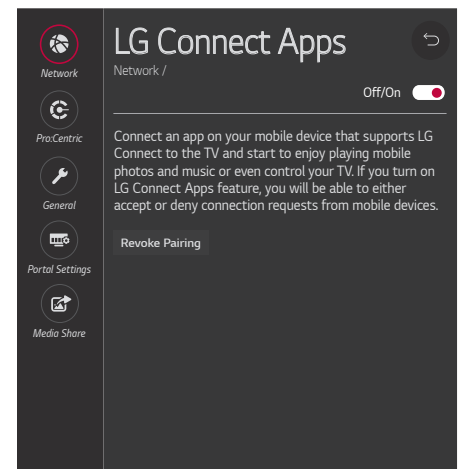 LG Connect Apps
Network /
Off/On
Connect an app on your mobile device that supports LG
Connect to the TV and start to enjoy playing mobile
photos and music or even control your TV. If you turn on
LG Connect Apps feature, you will be able to either
accept or deny connection requests from mobile devices.
Revoke Pairing
Network
Pro:Centric
General
Portal Settings
Media Share